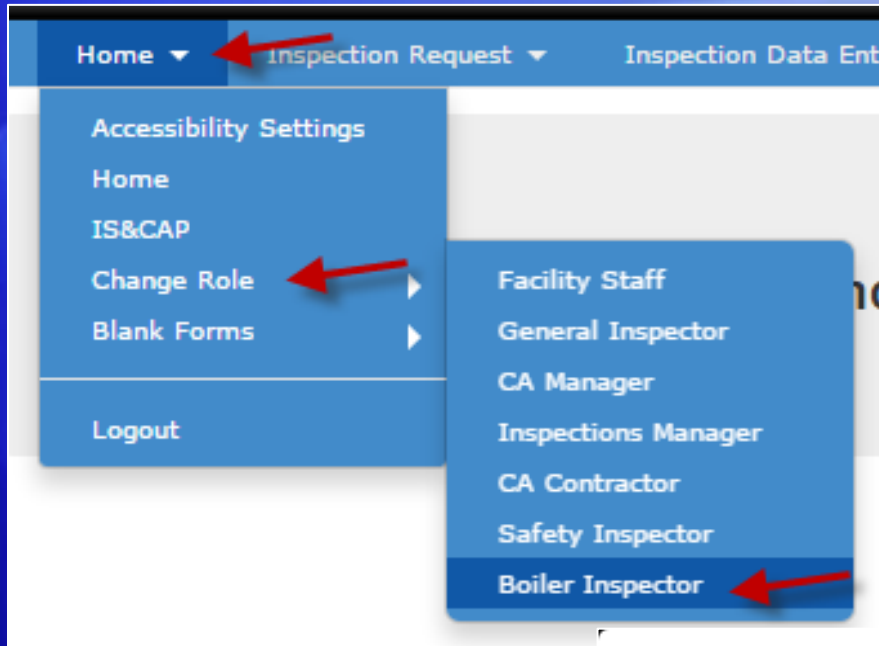 Home Inspection Request Inspection Data Ent
Accessibility Settings
Home
IS&CAP
Change Role
Blank Forms
Logout
Facility Staff
General Inspector
CA Manager
Inspections Manager
CA Contractor
Safety Inspector
Boiler Inspector